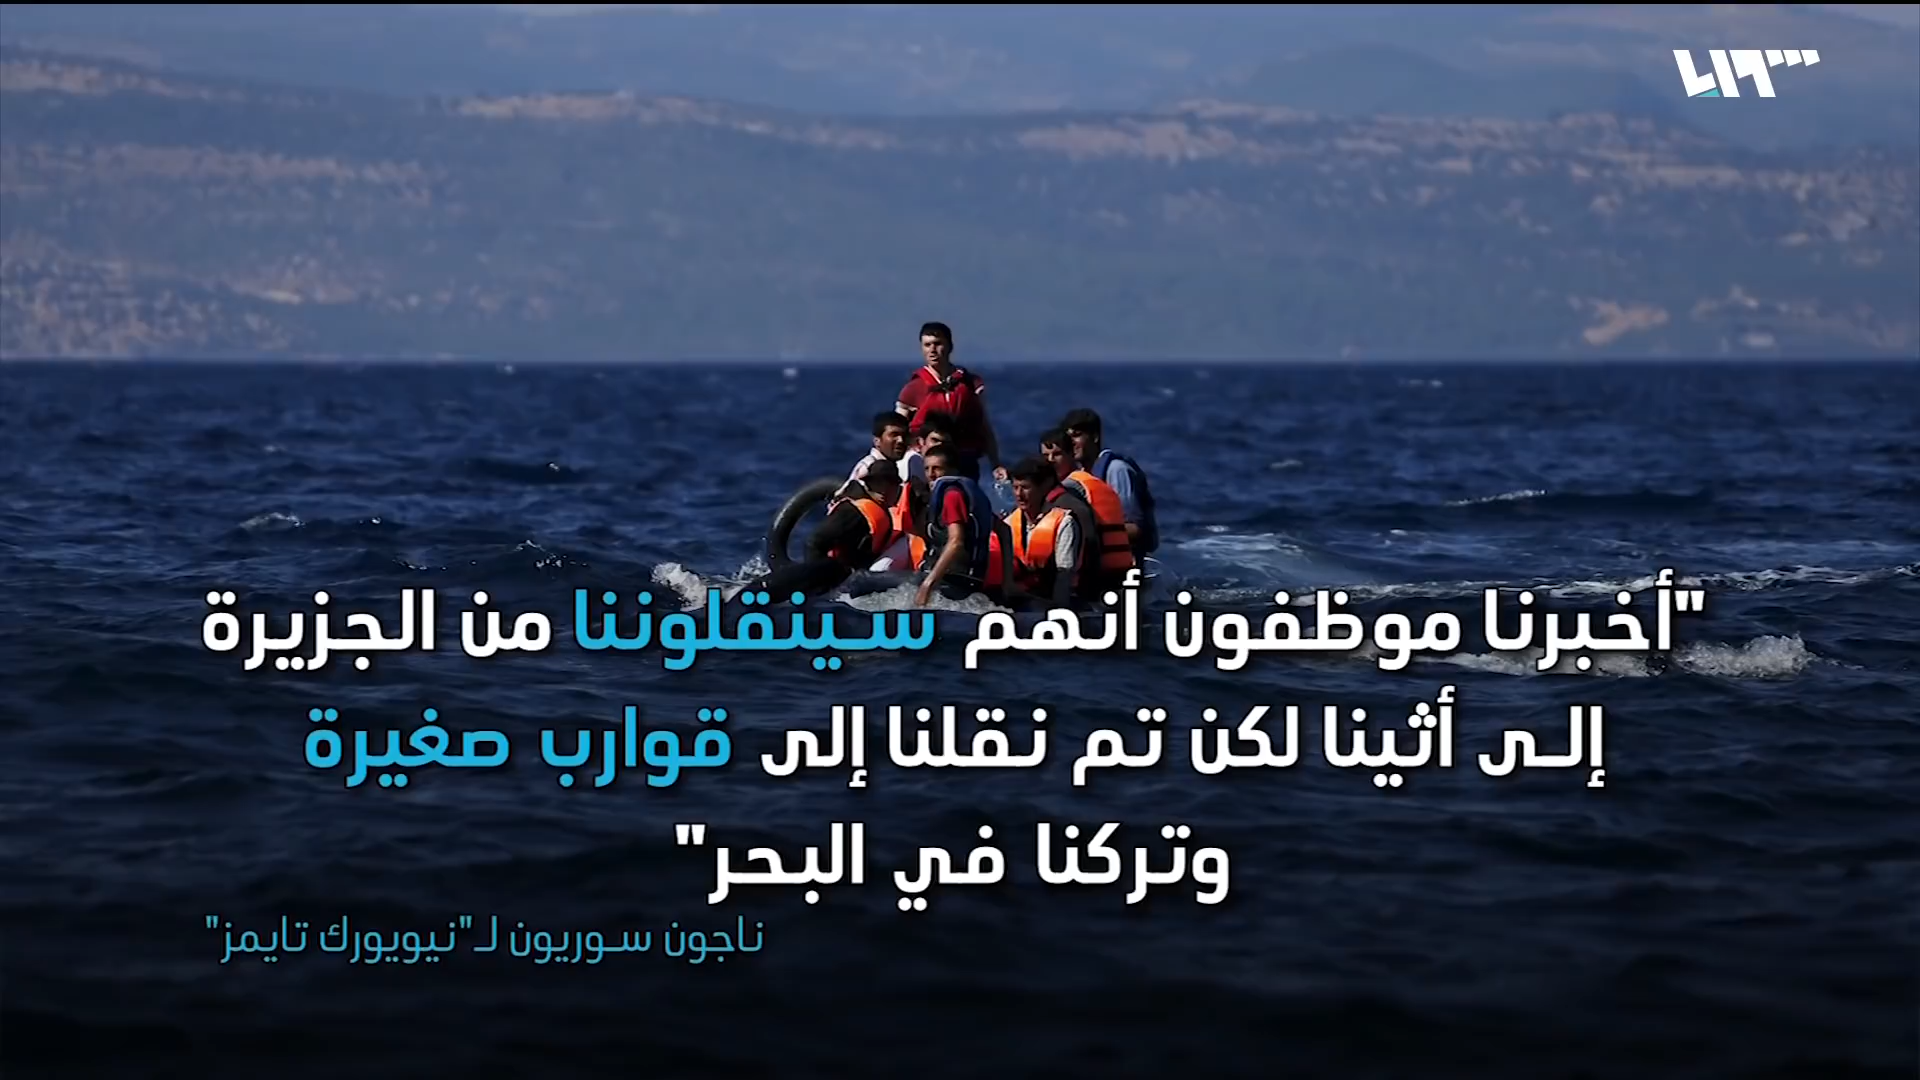 سوريا
"أخبرنا موظفون أنهم سينقلوننا من الجزيرة
إلى أثينا لكن تم نقلنا إلى قوارب صغيرة
وتركنا في البحر"
ناجون سوريون لـ"نيويورك تايمز"